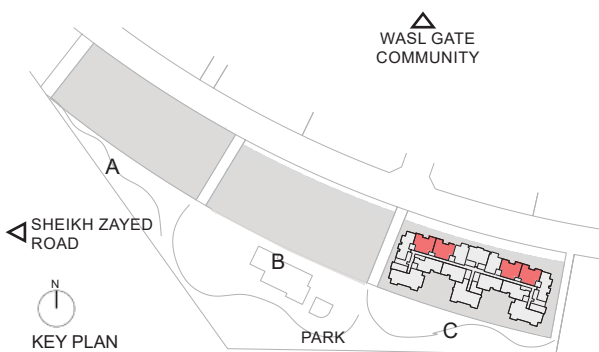 WASL GATE
COMMUNITY
A
SHEIKH ZAYED
ROAD
B
N
KEY PLAN
PARK
C